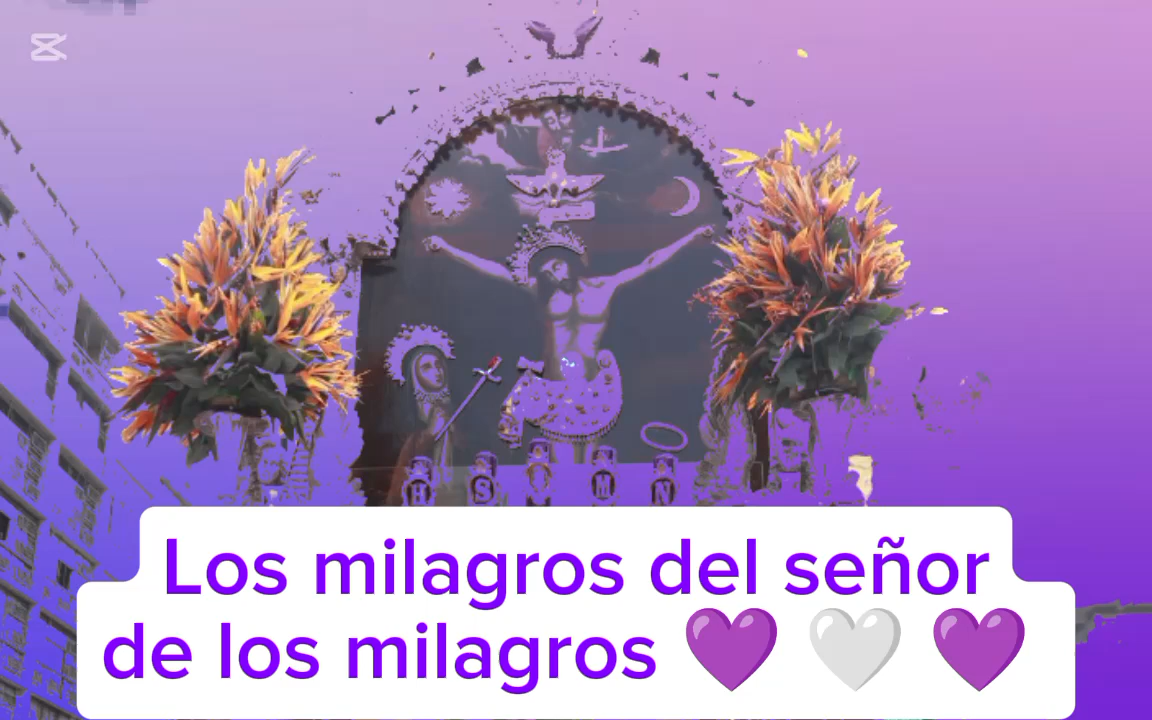 H S M N
Los milagros del señor
de los milagros 💜 🤍 💜